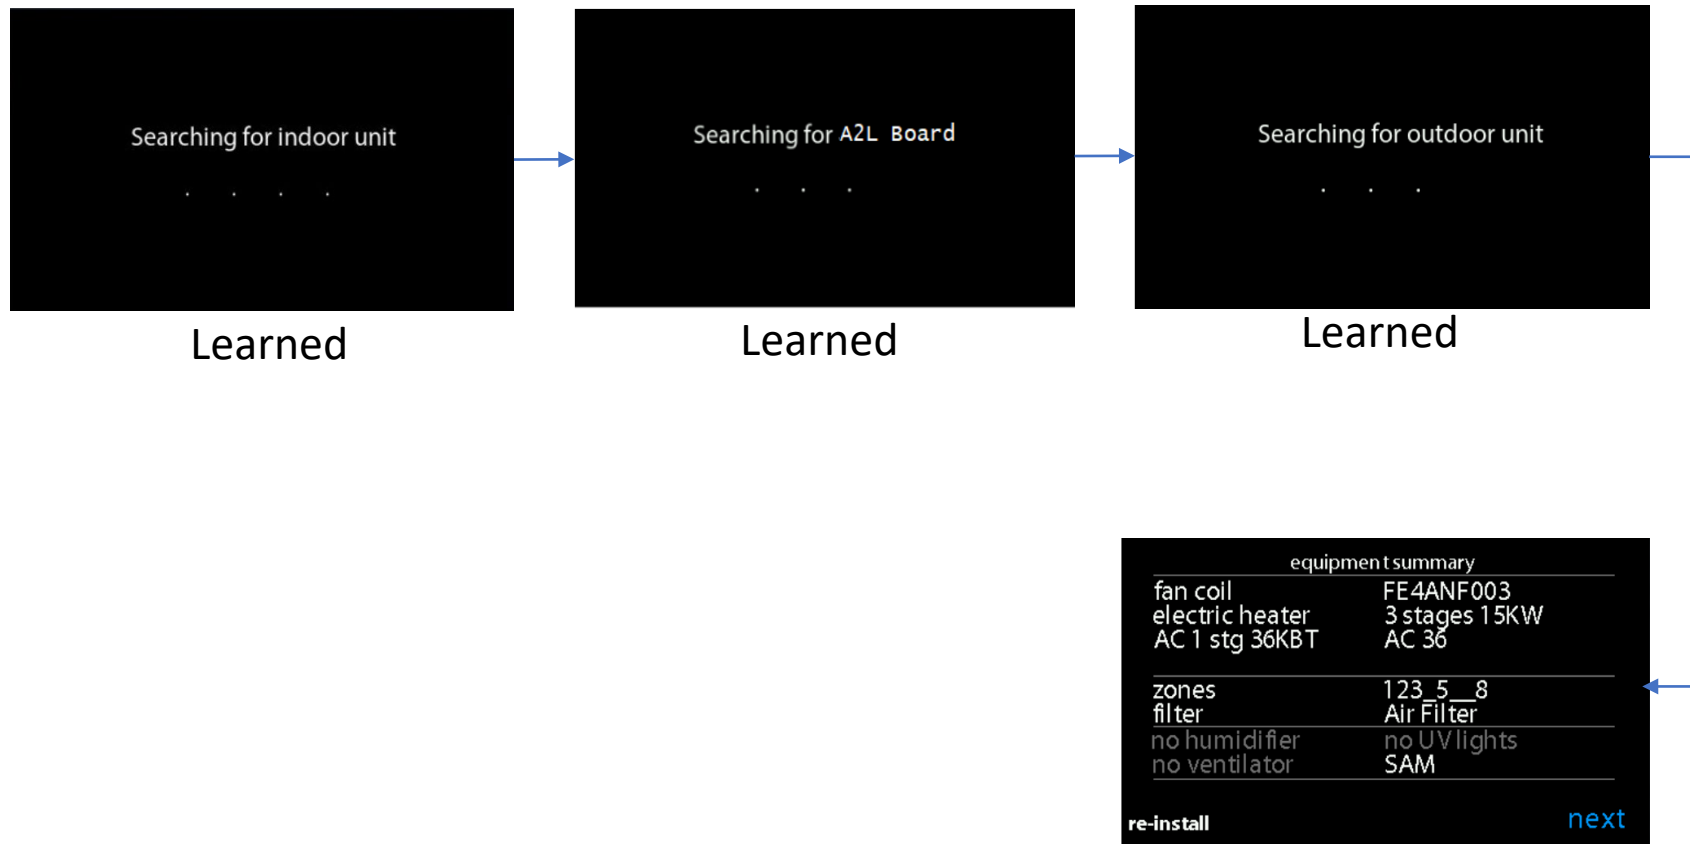 Searching for indoor unit
. . . .
Learned
Searching for A2L Board
. . .
Learned
Searching for outdoor unit
. . .
Learned
equipment summary
fan coil FE4ANF003
electric heater 3 stages 15KW
AC 1 stg 36KBT AC 36
zones 123_5__8
filter Air Filter
no humidifier no UV lights
no ventilator SAM
re-install next